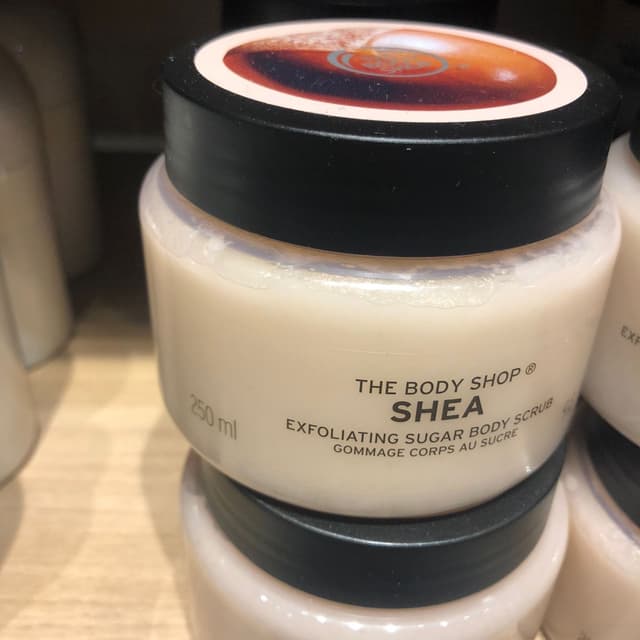 THE BODY SHOP ®
SHEA
EXFOLIATING SUGAR BODY SCRUB
GOMMAGE CORPS AU SUCRE
250 ml